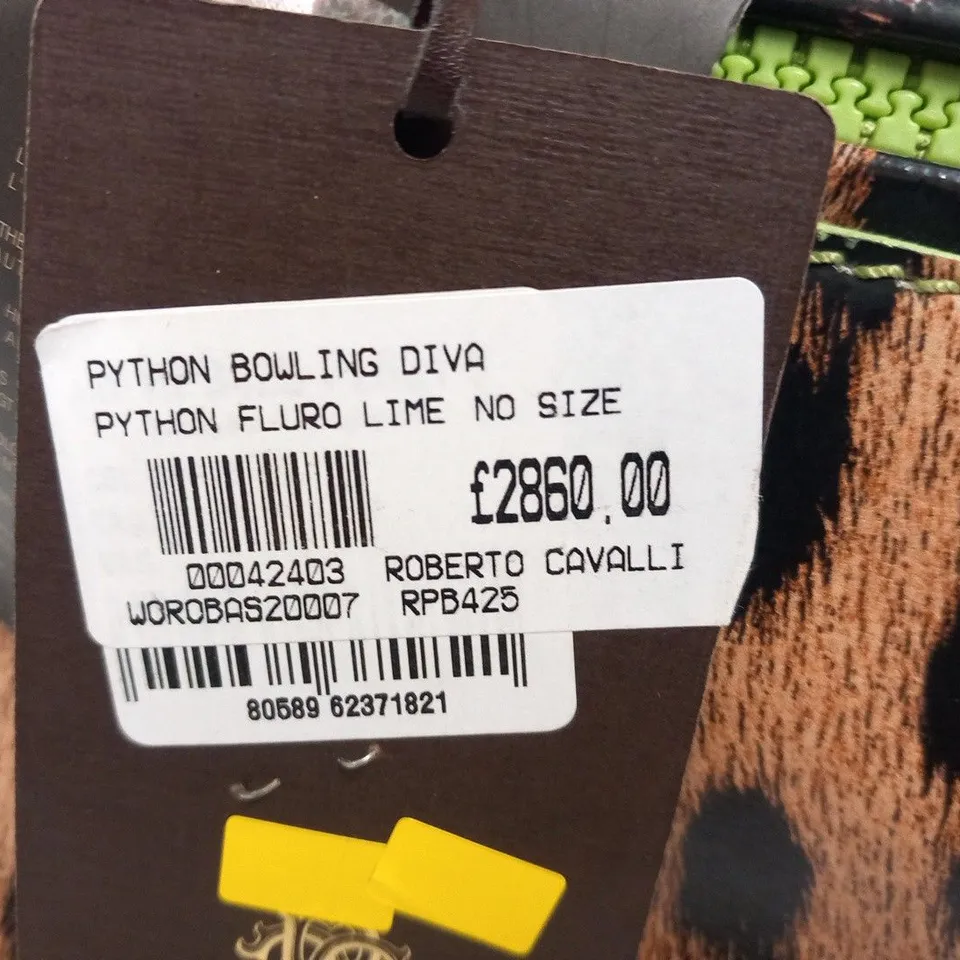 PYTHON BOWLING DIVA
PYTHON FLURO LIME NO SIZE
£2860.00
00042403 ROBERTO CAVALLI
WOROBAS20007 RPB425
80589 62371821